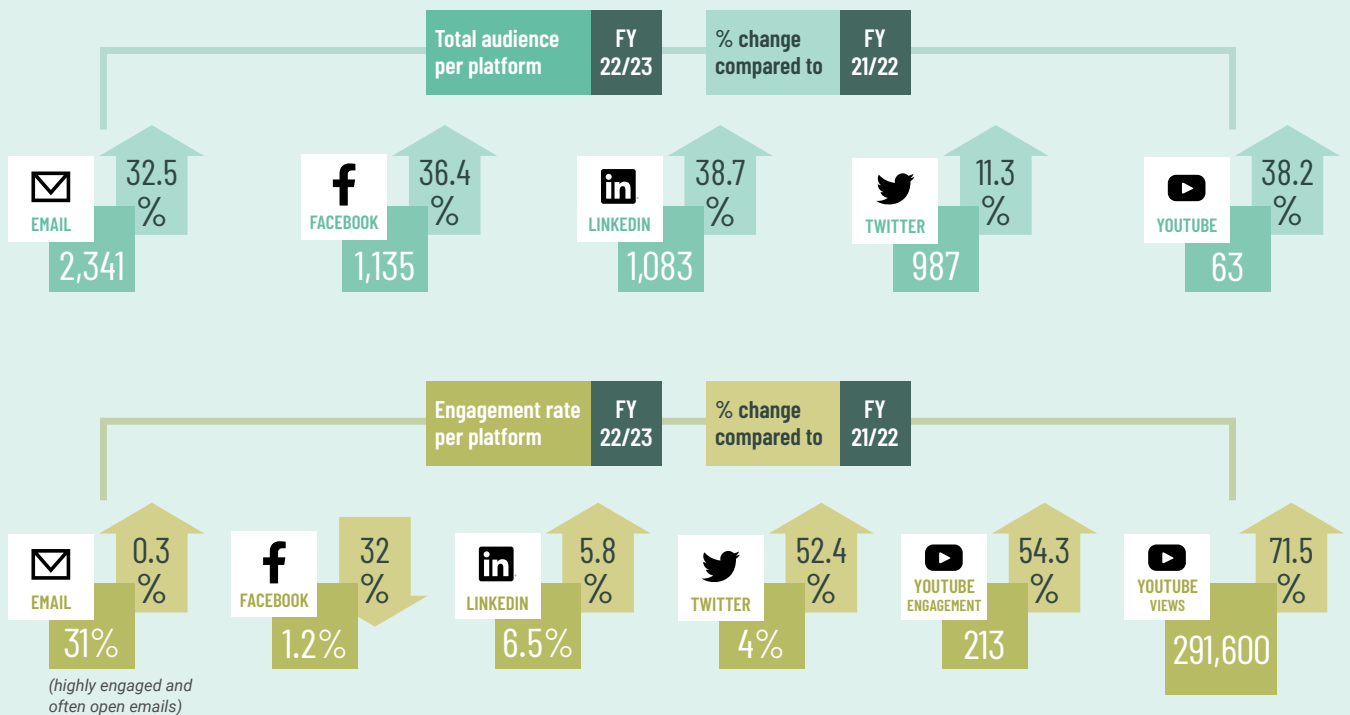 Total audience
per platform
FY
22/23
% change
compared to
FY
21/22
EMAIL
32.5
%
2,341
FACEBOOK
36.4
%
1,135
in
LINKEDIN
38.7
%
1,083
TWITTER
11.3
%
987
YOUTUBE
38.2
%
63
Engagement rate
per platform
FY
22/23
% change
compared to
FY
21/22
EMAIL
0.3
%
31%
(highly engaged and
often open emails)
FACEBOOK
32
%
1.2%
in
LINKEDIN
5.8
%
6.5%
TWITTER
52.4
%
4%
YOUTUBE
ENGAGEMENT
54.3
%
213
YOUTUBE
VIEWS
71.5
%
291,600